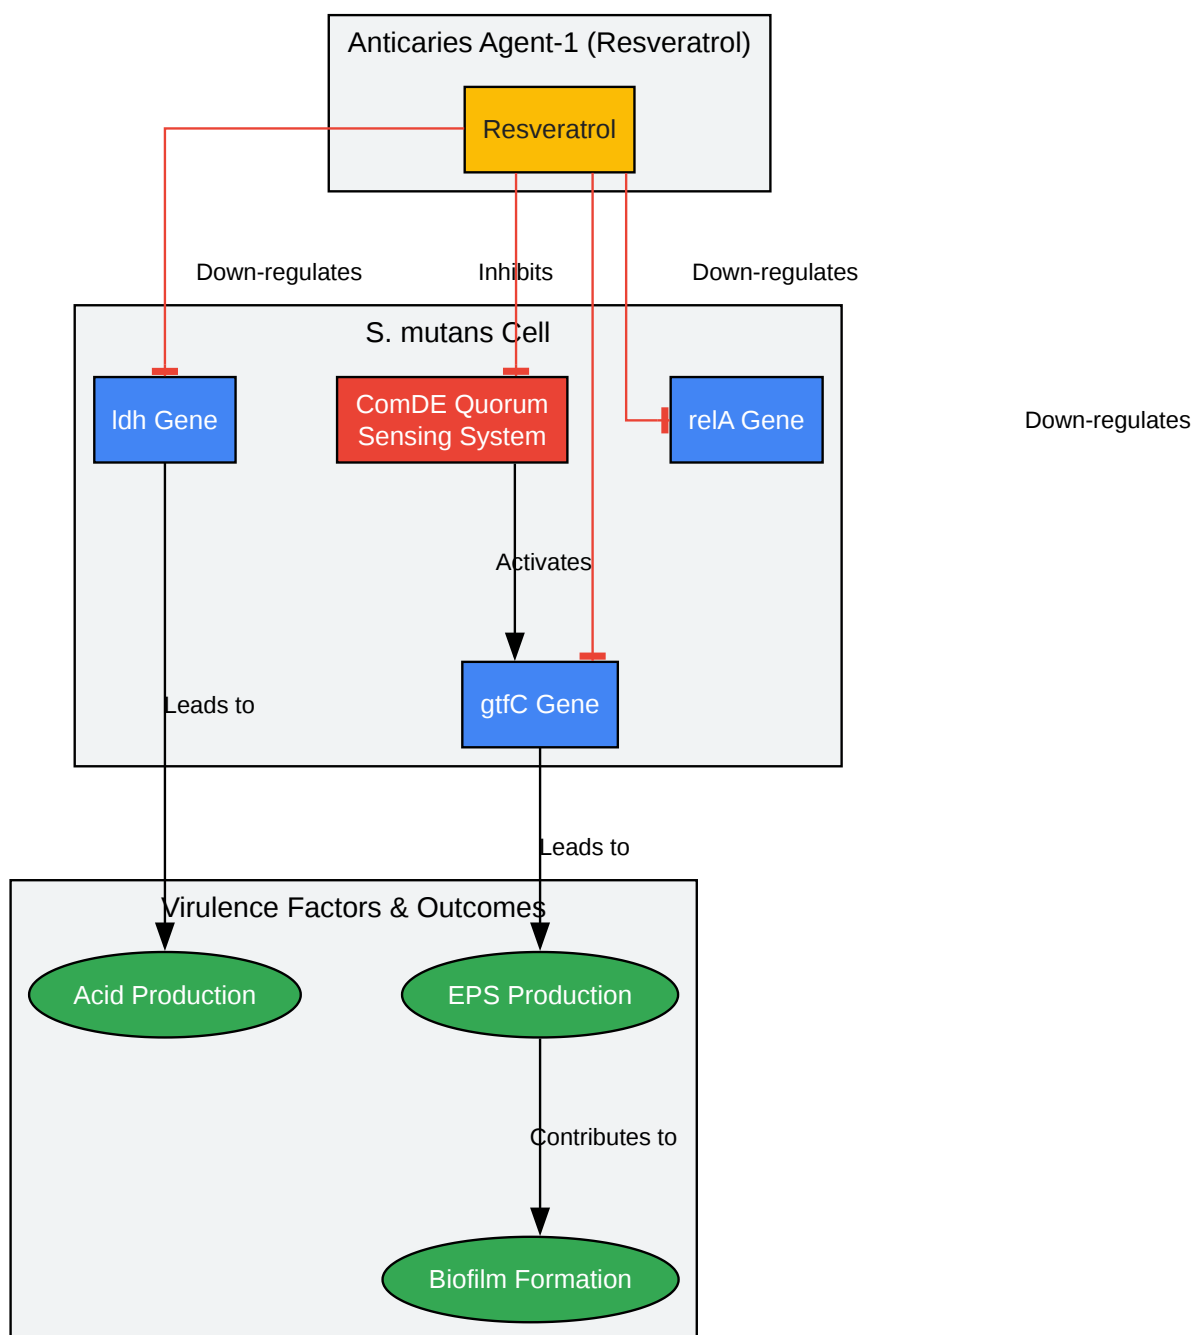 Anticaries Agent-1 (Resveratrol)
Resveratrol
Down-regulates
Inhibits
Down-regulates
S. mutans Cell
ldh Gene
ComDE Quorum
Sensing System
relA Gene
Down-regulates
Activates
gtfC Gene
Leads to
Leads to
Virulence Factors & Outcomes
Acid Production
EPS Production
Contributes to
Biofilm Formation